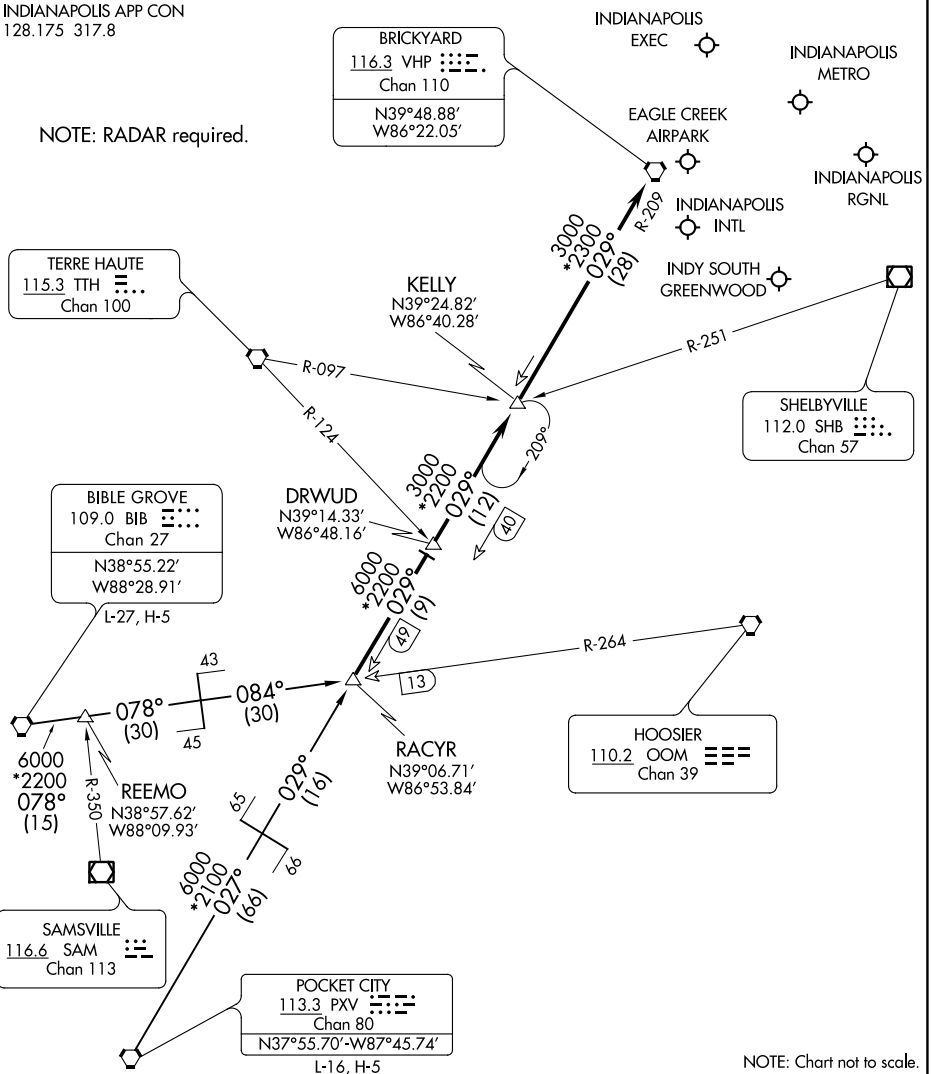 INDIANAPOLIS APP CON
128.175 317.8
NOTE: RADAR required.
BRICKYARD
116.3 VHP
Chan 110
N39°48.88'
W86°22.05'
INDIANAPOLIS
EXEC
INDIANAPOLIS
METRO
EAGLE CREEK
AIRPARK
INDIANAPOLIS
RGNL
INDIANAPOLIS
INTL
INDY SOUTH
GREENWOOD
R-209
3000
*2300
029°
(28)
TERRE HAUTE
115.3 TTH
Chan 100
KELLY
N39°24.82'
W86°40.28'
R-097
R-251
R-124
209°
SHELBYVILLE
112.0 SHB
Chan 57
3000
*2200
029°
(12)
40
DRWUD
N39°14.33'
W86°48.16'
BIBLE GROVE
109.0 BIB
Chan 27
N38°55.22'
W88°28.91'
L-27, H-5
6000
*2200
029°
(9)
49
R-264
13
43
078°
(30)
084°
(30)
45
6000
*2200
078°
(15)
R-350
REEMO
N38°57.62'
W88°09.93'
RACYR
N39°06.71'
W86°53.84'
HOOSIER
110.2 OOM
Chan 39
029°
(16)
65
66
6000
*2100
027°
(66)
SAMSVILLE
116.6 SAM
Chan 113
POCKET CITY
113.3 PXV
Chan 80
N37°55.70'-W87°45.74'
L-16, H-5
NOTE: Chart not to scale.